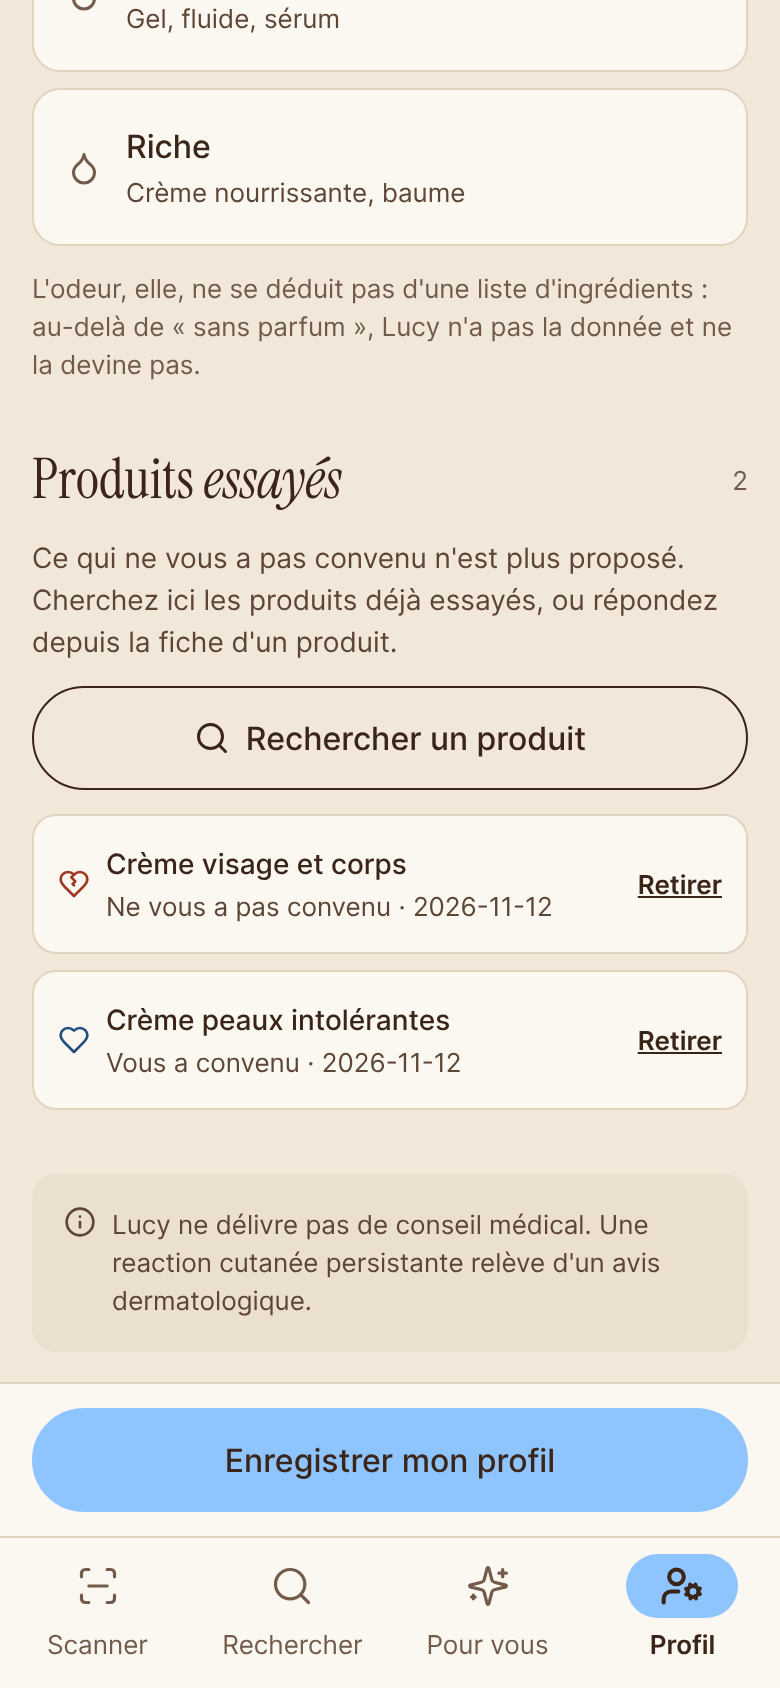 Gel, fluide, sérum
Riche
Crème nourrissante, baume
L'odeur, elle, ne se déduit pas d'une liste d'ingrédients :
au-delà de « sans parfum », Lucy n'a pas la donnée et ne
la devine pas.
Produits essayés
2
Ce qui ne vous a pas convenu n'est plus proposé.
Cherchez ici les produits déjà essayés, ou répondez
depuis la fiche d'un produit.
Rechercher un produit
Crème visage et corps
Ne vous a pas convenu · 2026-11-12
Retirer
Crème peaux intolérantes
Vous a convenu · 2026-11-12
Retirer
Lucy ne délivre pas de conseil médical. Une
reaction cutanée persistante relève d'un avis
dermatologique.
Enregistrer mon profil
Scanner
Rechercher
Pour vous
Profil